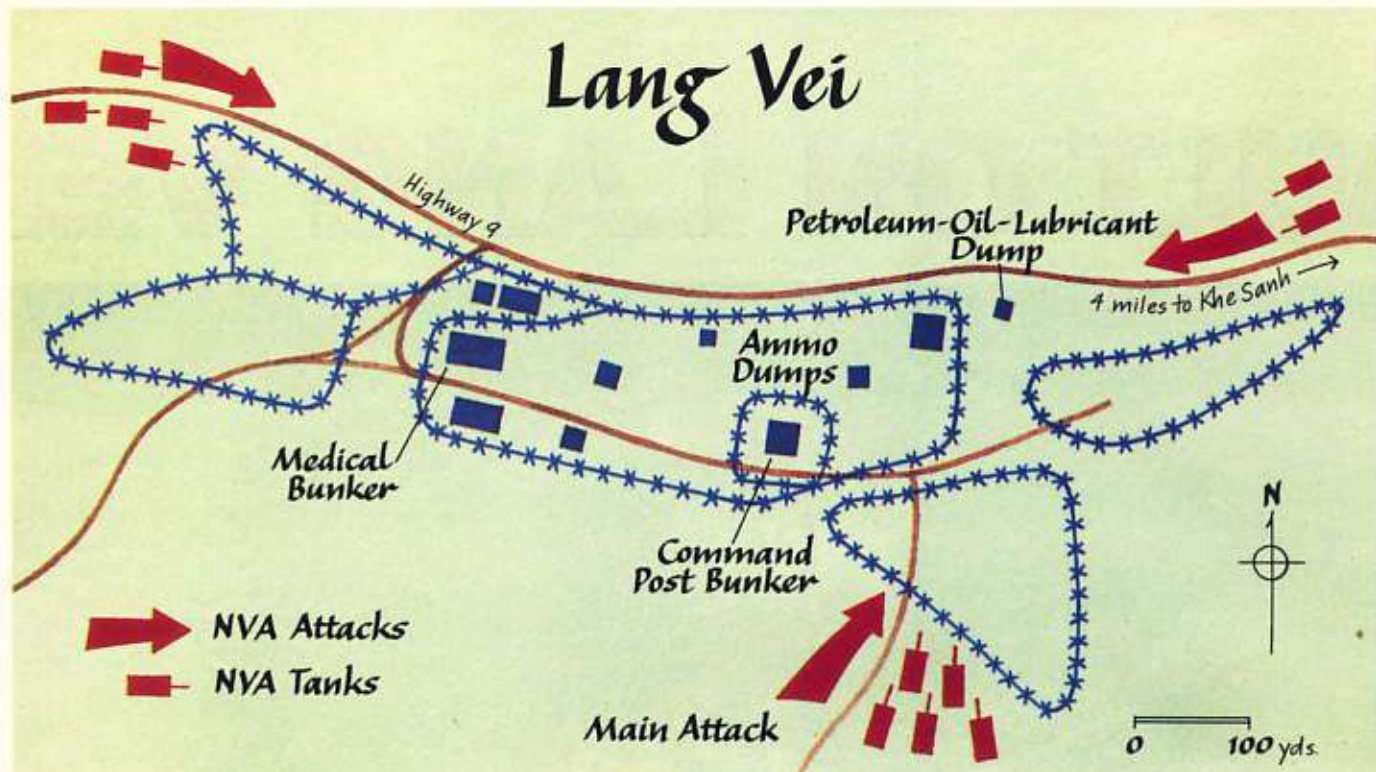 Lang Vei
Highway 9
Petroleum-Oil-Lubricant
Dump
4 miles to Khe Sanh
Ammo
Dumps
Medical
Bunker
Command
Post Bunker
N
NVA Attacks
NVA Tanks
Main Attack
0 100 yds.